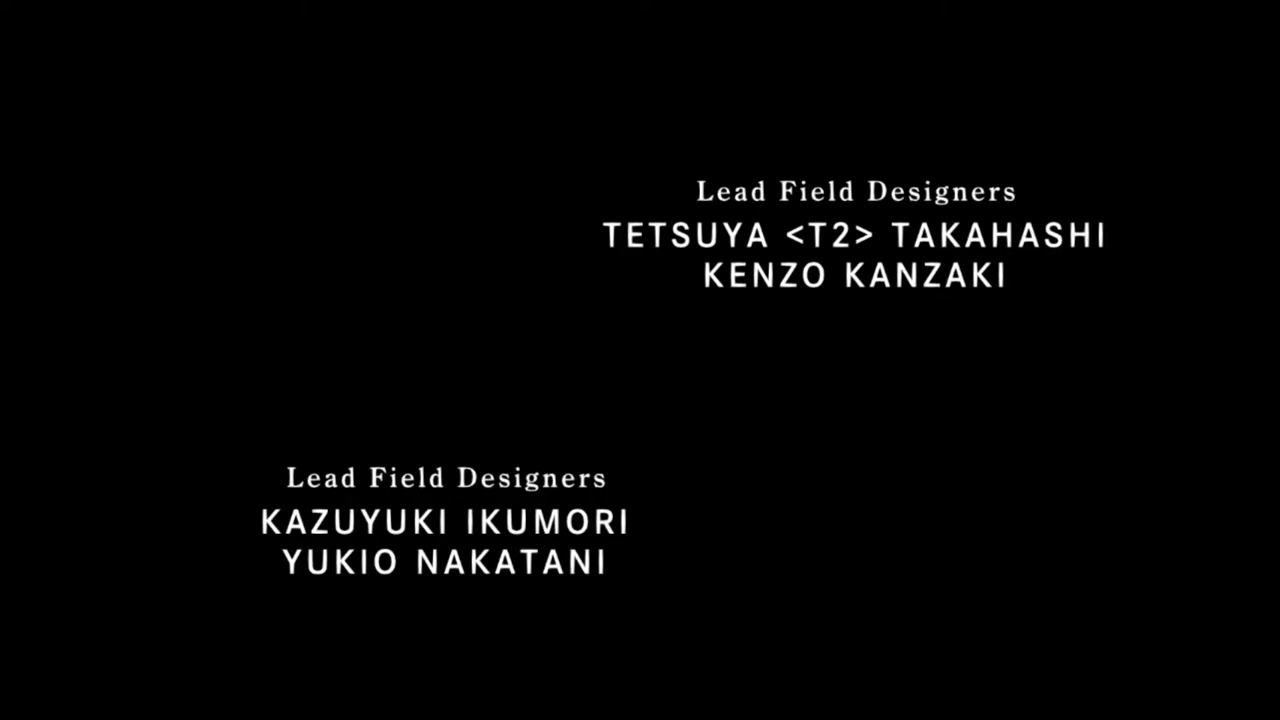 Lead Field Designers
TETSUYA <T2> TAKAHASHI
KENZO KANZAKI
Lead Field Designers
KAZUYUKI IKUMORI
YUKIO NAKATANI